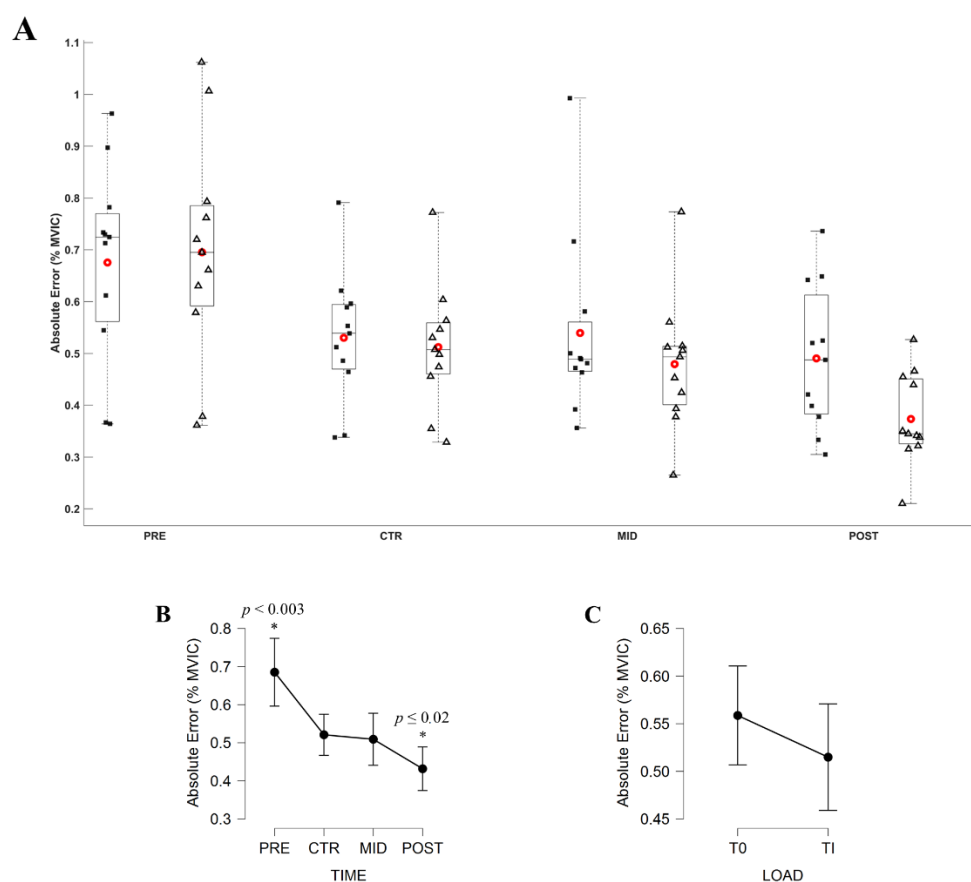 A
1.1
1
0.9
0.8
0.7
0.6
0.5
0.4
0.3
0.2
Absolute Error (% MVIC)
PRE CTR MID POST
B
p < 0.003
*
p ≤ 0.02
*
0.8
0.7
0.6
0.5
0.4
0.3
Absolute Error (% MVIC)
PRE CTR MID POST
TIME
C
0.65
0.60
0.55
0.50
0.45
Absolute Error (% MVIC)
T0 TI
LOAD